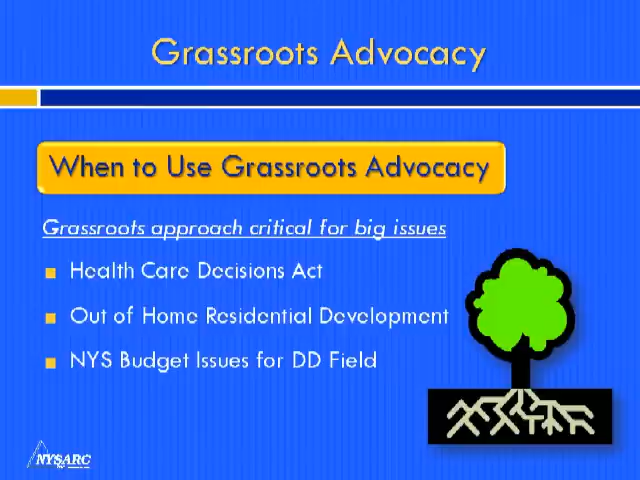 Grassroots Advocacy
When to Use Grassroots Advocacy
Grassroots approach critical for big issues
Health Care Decisions Act
Out of Home Residential Development
NYS Budget Issues for DD Field
NYSARC